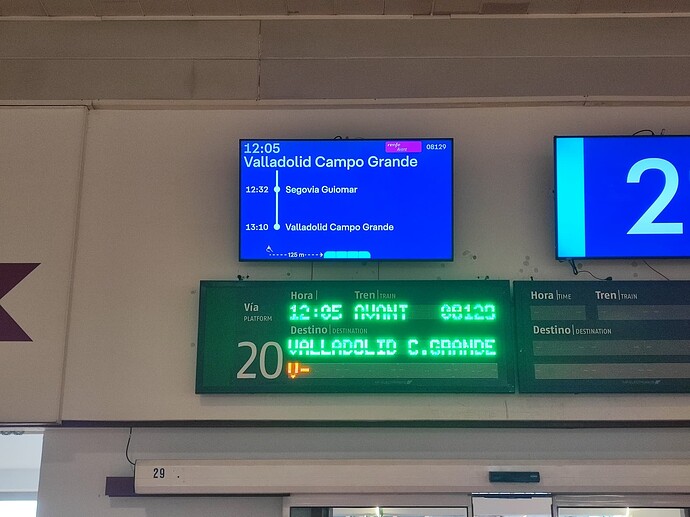 12:05
renfe
avant
08129
Valladolid Campo Grande
12:32 Segovia Guiomar
13:10 Valladolid Campo Grande
125 m
2
Vía
PLATFORM
20
Hora Tren TRAIN
12:05 AVANT 08129
Destino DESTINATION
VALLADOLID C.GRANDE
V-
Hora TIME Tren TRAIN
Destino DESTINATION
29